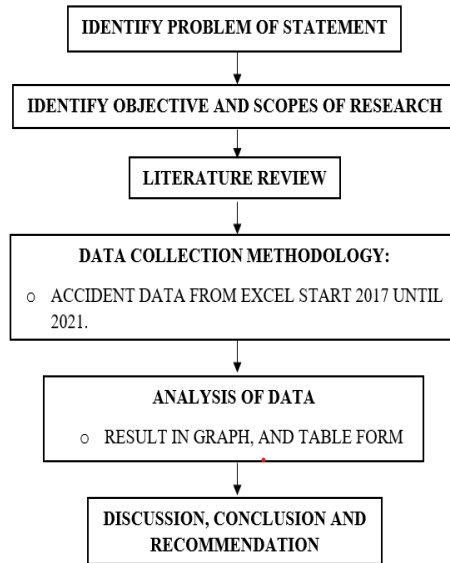 IDENTIFY PROBLEM OF STATEMENT
IDENTIFY OBJECTIVE AND SCOPES OF RESEARCH
LITERATURE REVIEW
DATA COLLECTION METHODOLOGY:
o ACCIDENT DATA FROM EXCEL START 2017 UNTIL
2021.
ANALYSIS OF DATA
o RESULT IN GRAPH, AND TABLE FORM
DISCUSSION, CONCLUSION AND
RECOMMENDATION